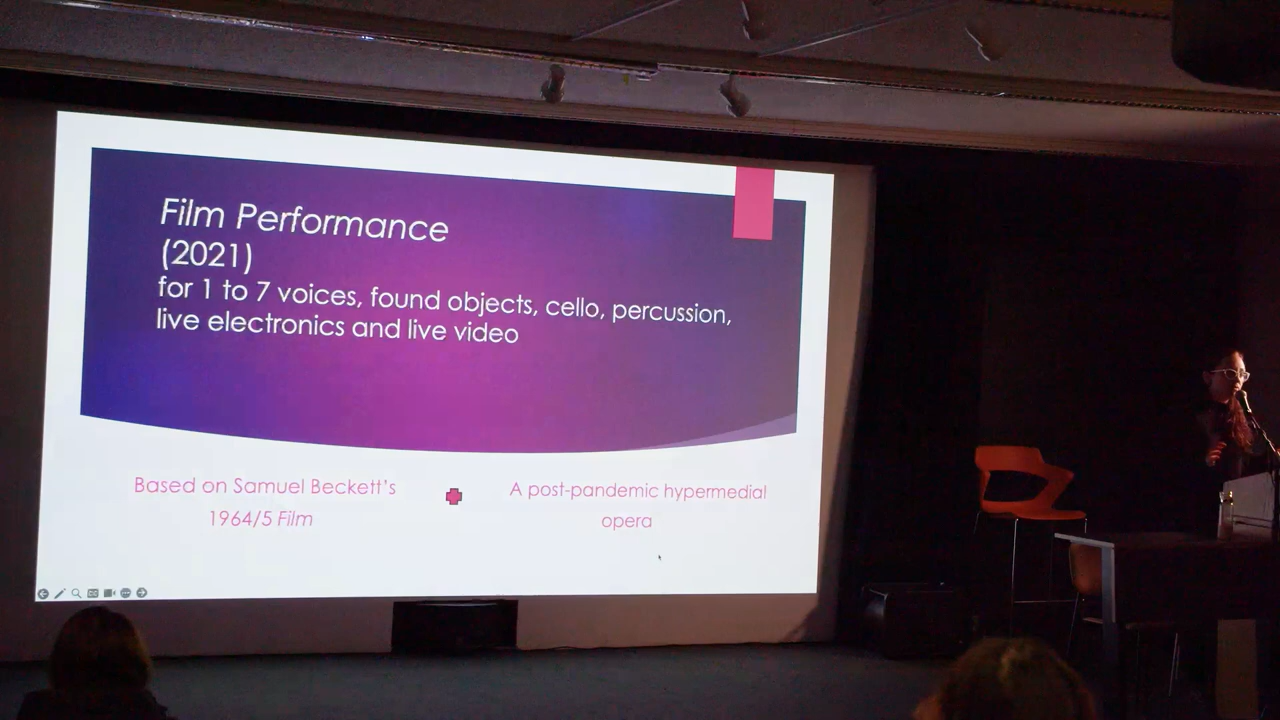 Film Performance
(2021)
for 1 to 7 voices, found objects, cello, percussion,
live electronics and live video
Based on Samuel Beckett's
1964/5 Film
A post-pandemic hypermedial
opera